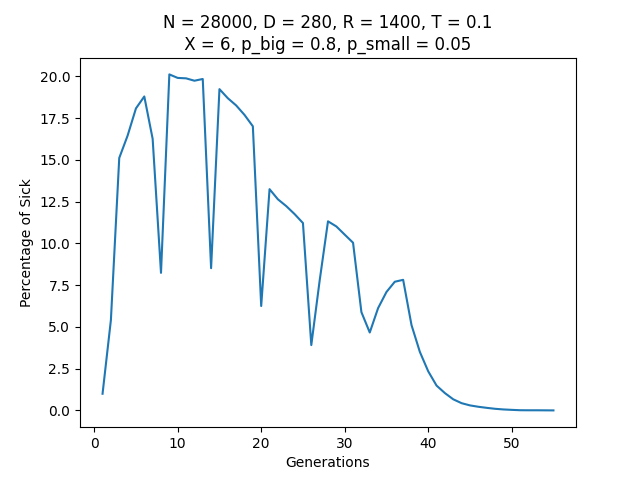 N = 28000, D = 280, R = 1400, T = 0.1
X = 6, p_big = 0.8, p_small = 0.05
20.0
17.5
15.0
12.5
10.0
7.5
5.0
2.5
0.0
Percentage of Sick
0 10 20 30 40 50
Generations